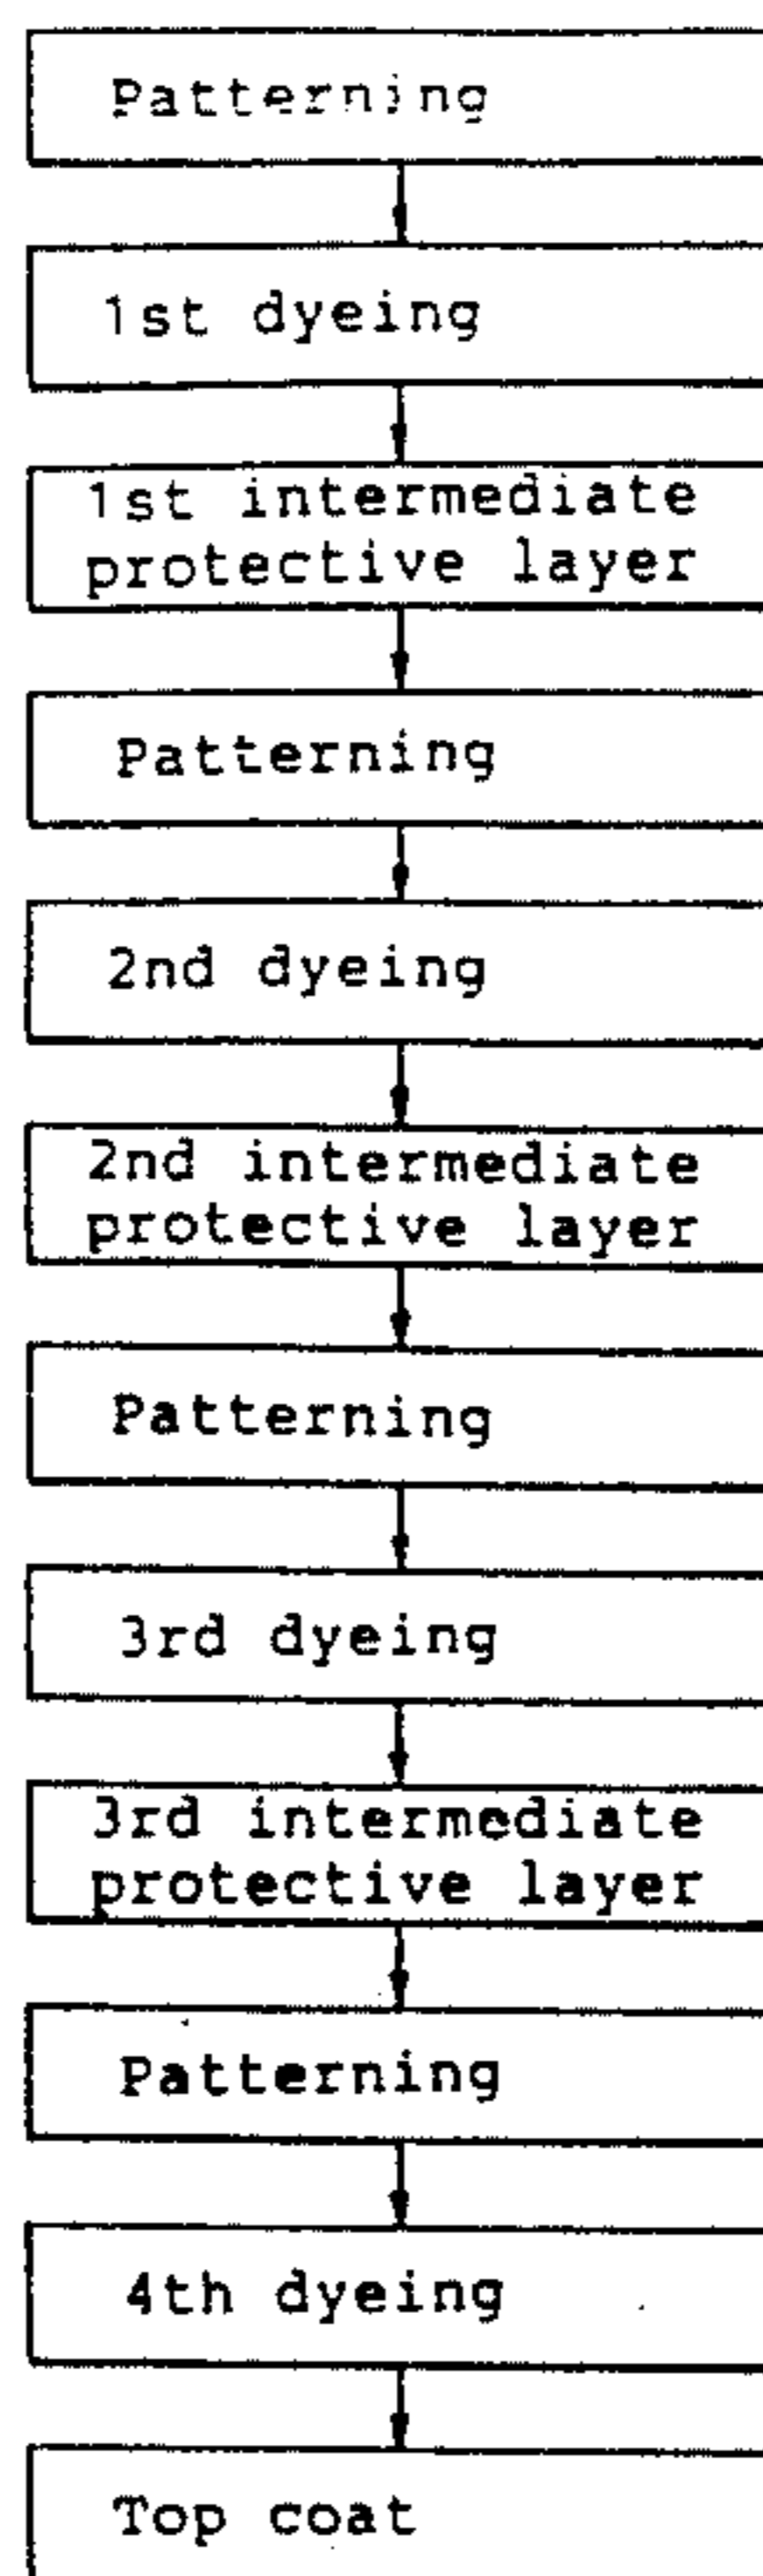 Patterning
1st dyeing
1st intermediate
protective layer
Patterning
2nd dyeing
2nd intermediate
protective layer
Patterning
3rd dyeing
3rd intermediate
protective layer
Patterning
4th dyeing
Top coat